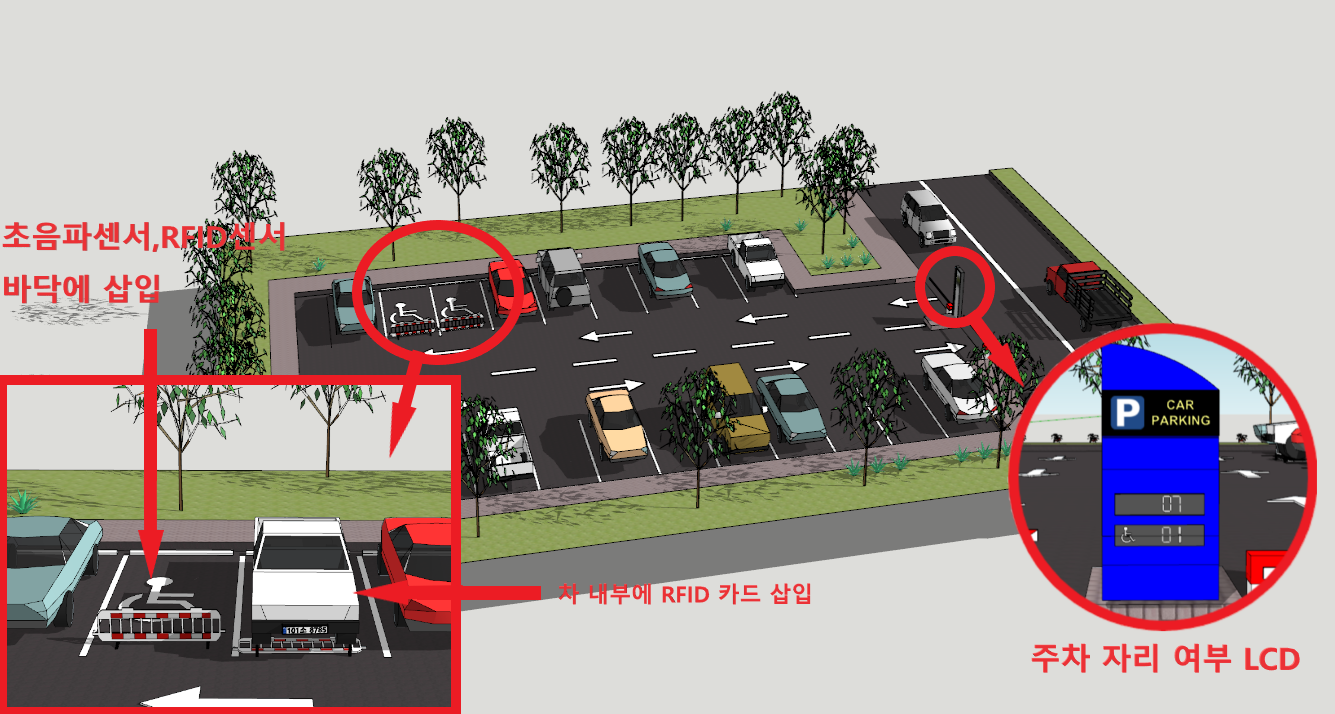 초음파센서,RFID센서
바닥에 삽입
P
CAR
PARKING
07
01
차 내부에 RFID 카드 삽입
주차 자리 여부 LCD